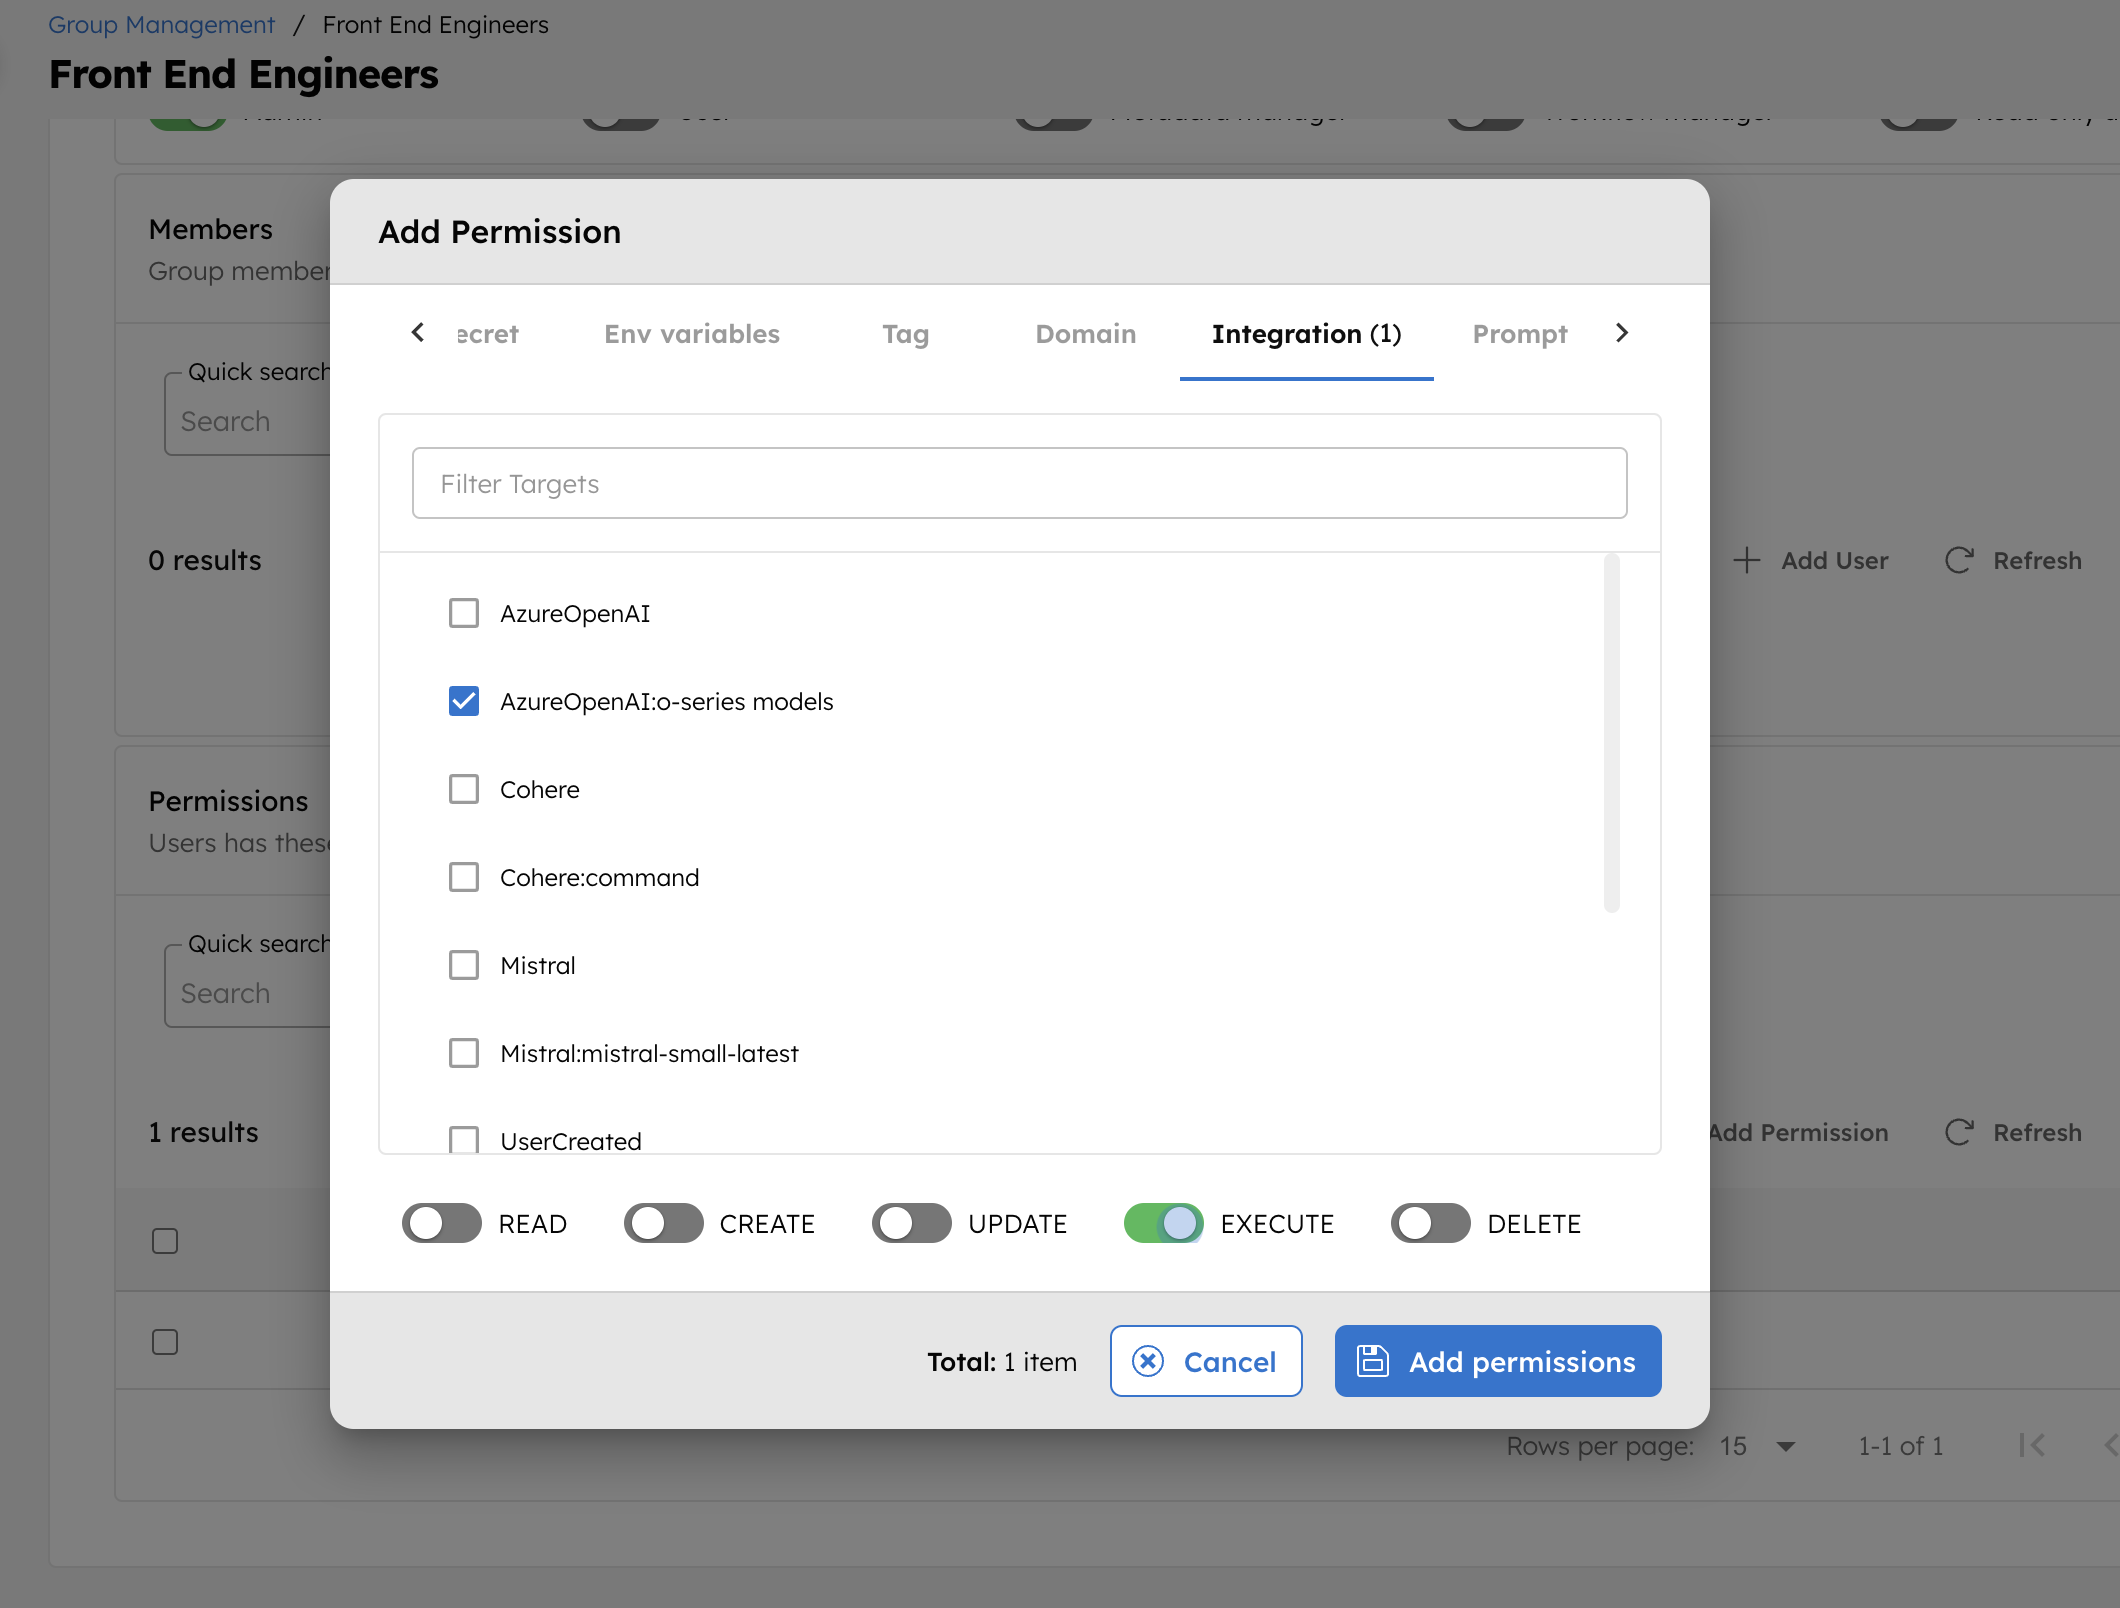 Group Management / Front End Engineers
Front End Engineers
Members
Group member
Quick search
Search
0 results
Add User
Refresh
Permissions
Users has these
Quick search
Search
1 results
Add Permission
Refresh
Rows per page: 15
1-1 of 1
Add Permission
ecret
Env variables
Tag
Domain
Integration (1)
Prompt
Filter Targets
AzureOpenAI
AzureOpenAI:o-series models
Cohere
Cohere:command
Mistral
Mistral:mistral-small-latest
UserCreated
READ
CREATE
UPDATE
EXECUTE
DELETE
Total: 1 item
Cancel
Add permissions